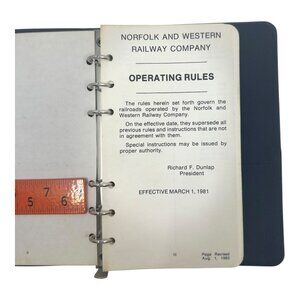 NORFOLK AND WESTERN
RAILWAY COMPANY
OPERATING RULES
The rules herein set forth govern the
railroads operated by the Norfolk and
Western Railway Company.
On the effective date, they supersede all
previous rules and instructions that are not
in agreement with them.
Special instructions may be issued by
proper authority.
Richard F. Dunlap
President
EFFECTIVE MARCH 1, 1981
Page Revised
Aug. 1, 1983
5 7 6